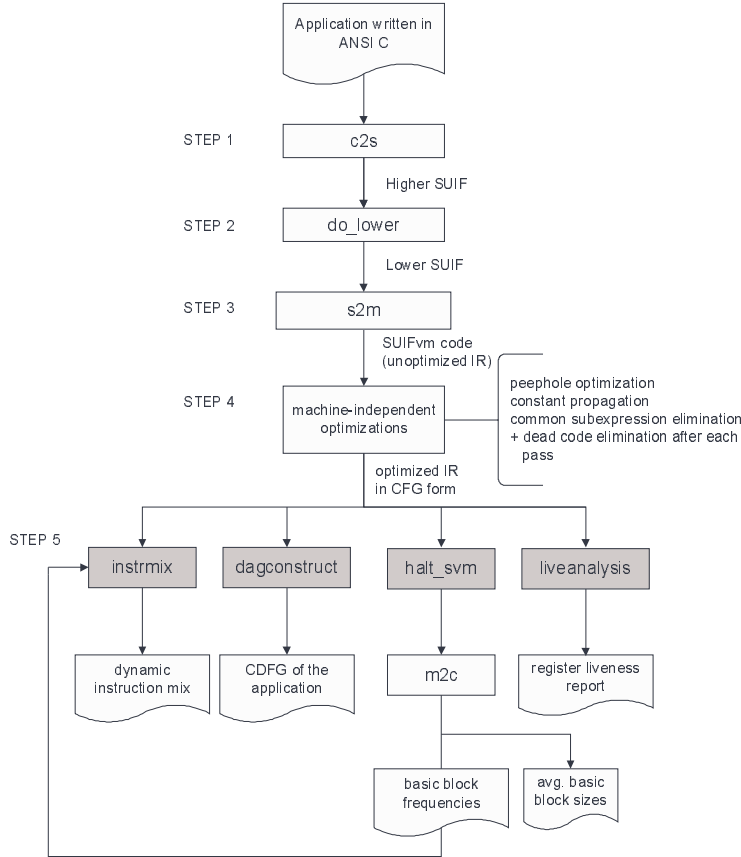 Application written in
ANSI C
STEP 1
c2s
Higher SUIF
STEP 2
do_lower
Lower SUIF
STEP 3
s2m
SUIFvm code
(unoptimized IR)
STEP 4
machine-independent
optimizations
peephole optimization
constant propagation
common subexpression elimination
+ dead code elimination after each
pass
optimized IR
in CFG form
STEP 5
instrmix
dagconstruct
halt_svm
liveanalysis
dynamic
instruction mix
CDFG of the
application
m2c
register liveness
report
basic block
frequencies
avg. basic
block sizes